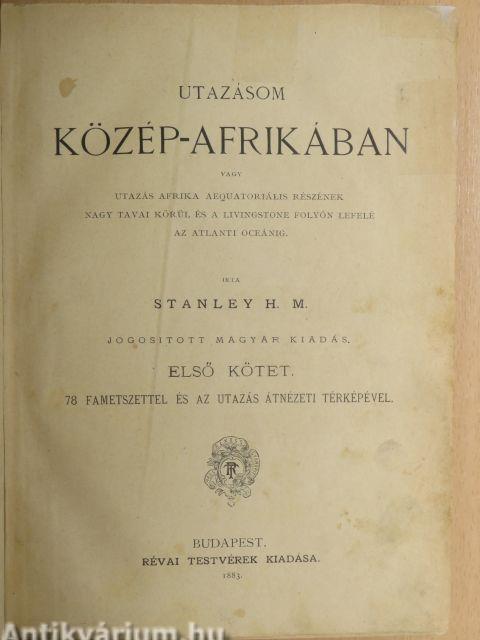 UTAZÁSOM
KÖZÉP-AFRIKÁBAN
VAGY
UTAZÁS AFRIKA AEQUATORIÁLIS RÉSZÉNEK
NAGY TAVAI KÖRÜL ÉS A LIVINGSTONE FOLYÓN LEFELÉ
AZ ATLANTI OCEÁNIG.
IRTA
STANLEY H. M.
JOGOSITOTT MAGYAR KIADÁS.
ELSŐ KÖTET.
78 FAMETSZETTEL ÉS AZ UTAZÁS ÁTNÉZETI TÉRKÉPÉVEL.
BUDAPEST.
RÉVAI TESTVÉREK KIADÁSA.
1883.
Antikvárium.hu